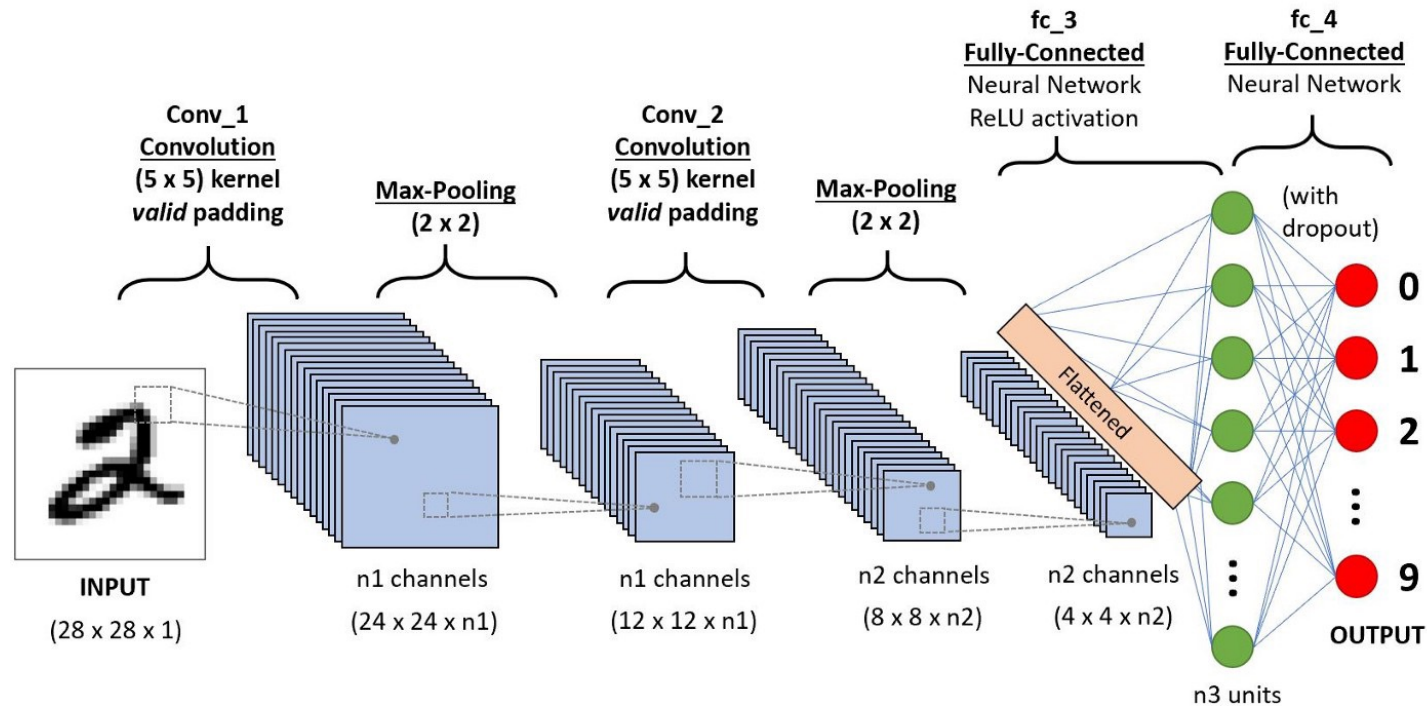 Conv_1
Convolution
(5 x 5) kernel
valid padding
Max-Pooling
(2 x 2)
Conv_2
Convolution
(5 x 5) kernel
valid padding
Max-Pooling
(2 x 2)
fc_3
Fully-Connected
Neural Network
ReLU activation
fc_4
Fully-Connected
Neural Network
(with
dropout)
Flattened
0
1
2
9
OUTPUT
2
INPUT
(28 x 28 x 1)
n1 channels
(24 x 24 x n1)
n1 channels
(12 x 12 x n1)
n2 channels
(8 x 8 x n2)
n2 channels
(4 x 4 x n2)
n3 units